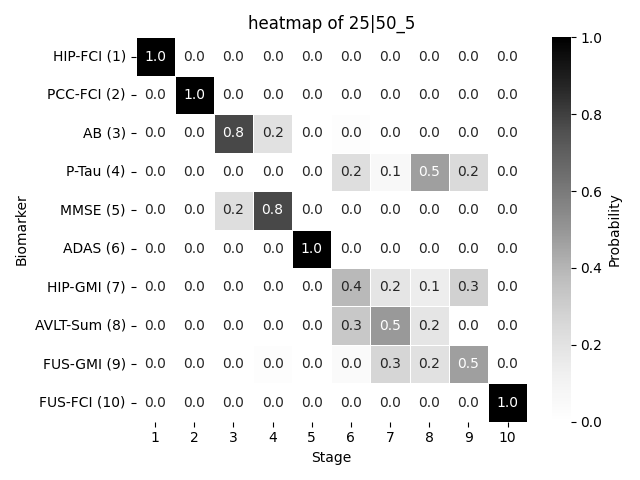 heatmap of 25|50_5
HIP-FCI (1) 1.0 0.0 0.0 0.0 0.0 0.0 0.0 0.0 0.0 0.0
PCC-FCI (2) 0.0 1.0 0.0 0.0 0.0 0.0 0.0 0.0 0.0 0.0
AB (3) 0.0 0.0 0.8 0.2 0.0 0.0 0.0 0.0 0.0 0.0
P-Tau (4) 0.0 0.0 0.0 0.0 0.0 0.2 0.1 0.5 0.2 0.0
MMSE (5) 0.0 0.0 0.2 0.8 0.0 0.0 0.0 0.0 0.0 0.0
ADAS (6) 0.0 0.0 0.0 0.0 1.0 0.0 0.0 0.0 0.0 0.0
HIP-GMI (7) 0.0 0.0 0.0 0.0 0.0 0.4 0.2 0.1 0.3 0.0
AVLT-Sum (8) 0.0 0.0 0.0 0.0 0.0 0.3 0.5 0.2 0.0 0.0
FUS-GMI (9) 0.0 0.0 0.0 0.0 0.0 0.0 0.3 0.2 0.5 0.0
FUS-FCI (10) 0.0 0.0 0.0 0.0 0.0 0.0 0.0 0.0 0.0 1.0
1 2 3 4 5 6 7 8 9 10
Stage
Biomarker
1.0
0.8
0.6
0.4
0.2
0.0
Probability